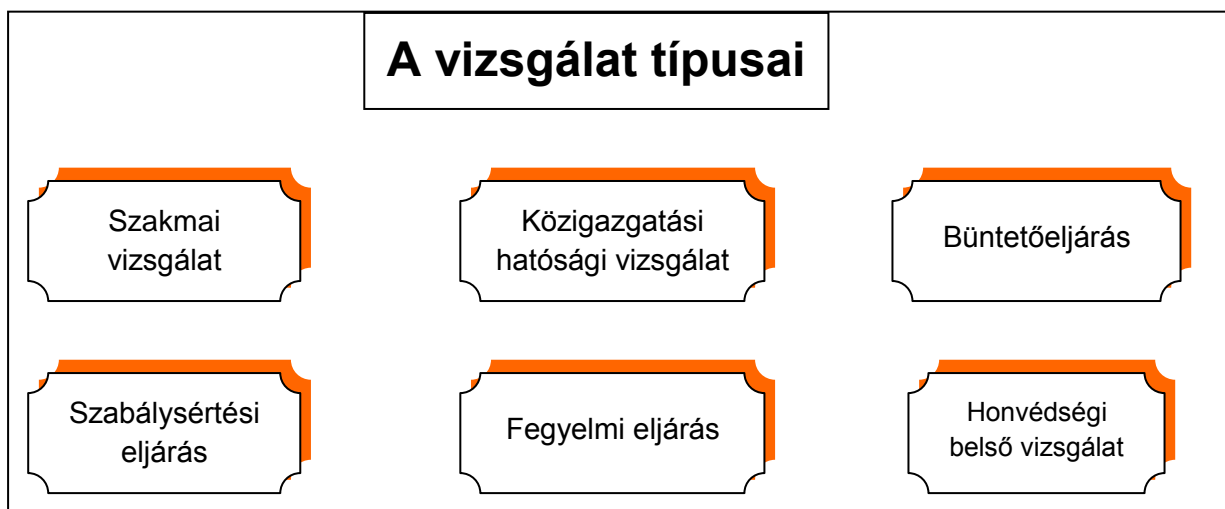 A vizsgálat típusai
Szakmai
vizsgálat
Közigazgatási
hatósági vizsgálat
Büntetőeljárás
Szabálysértési
eljárás
Fegyelmi eljárás
Honvédségi
belső vizsgálat